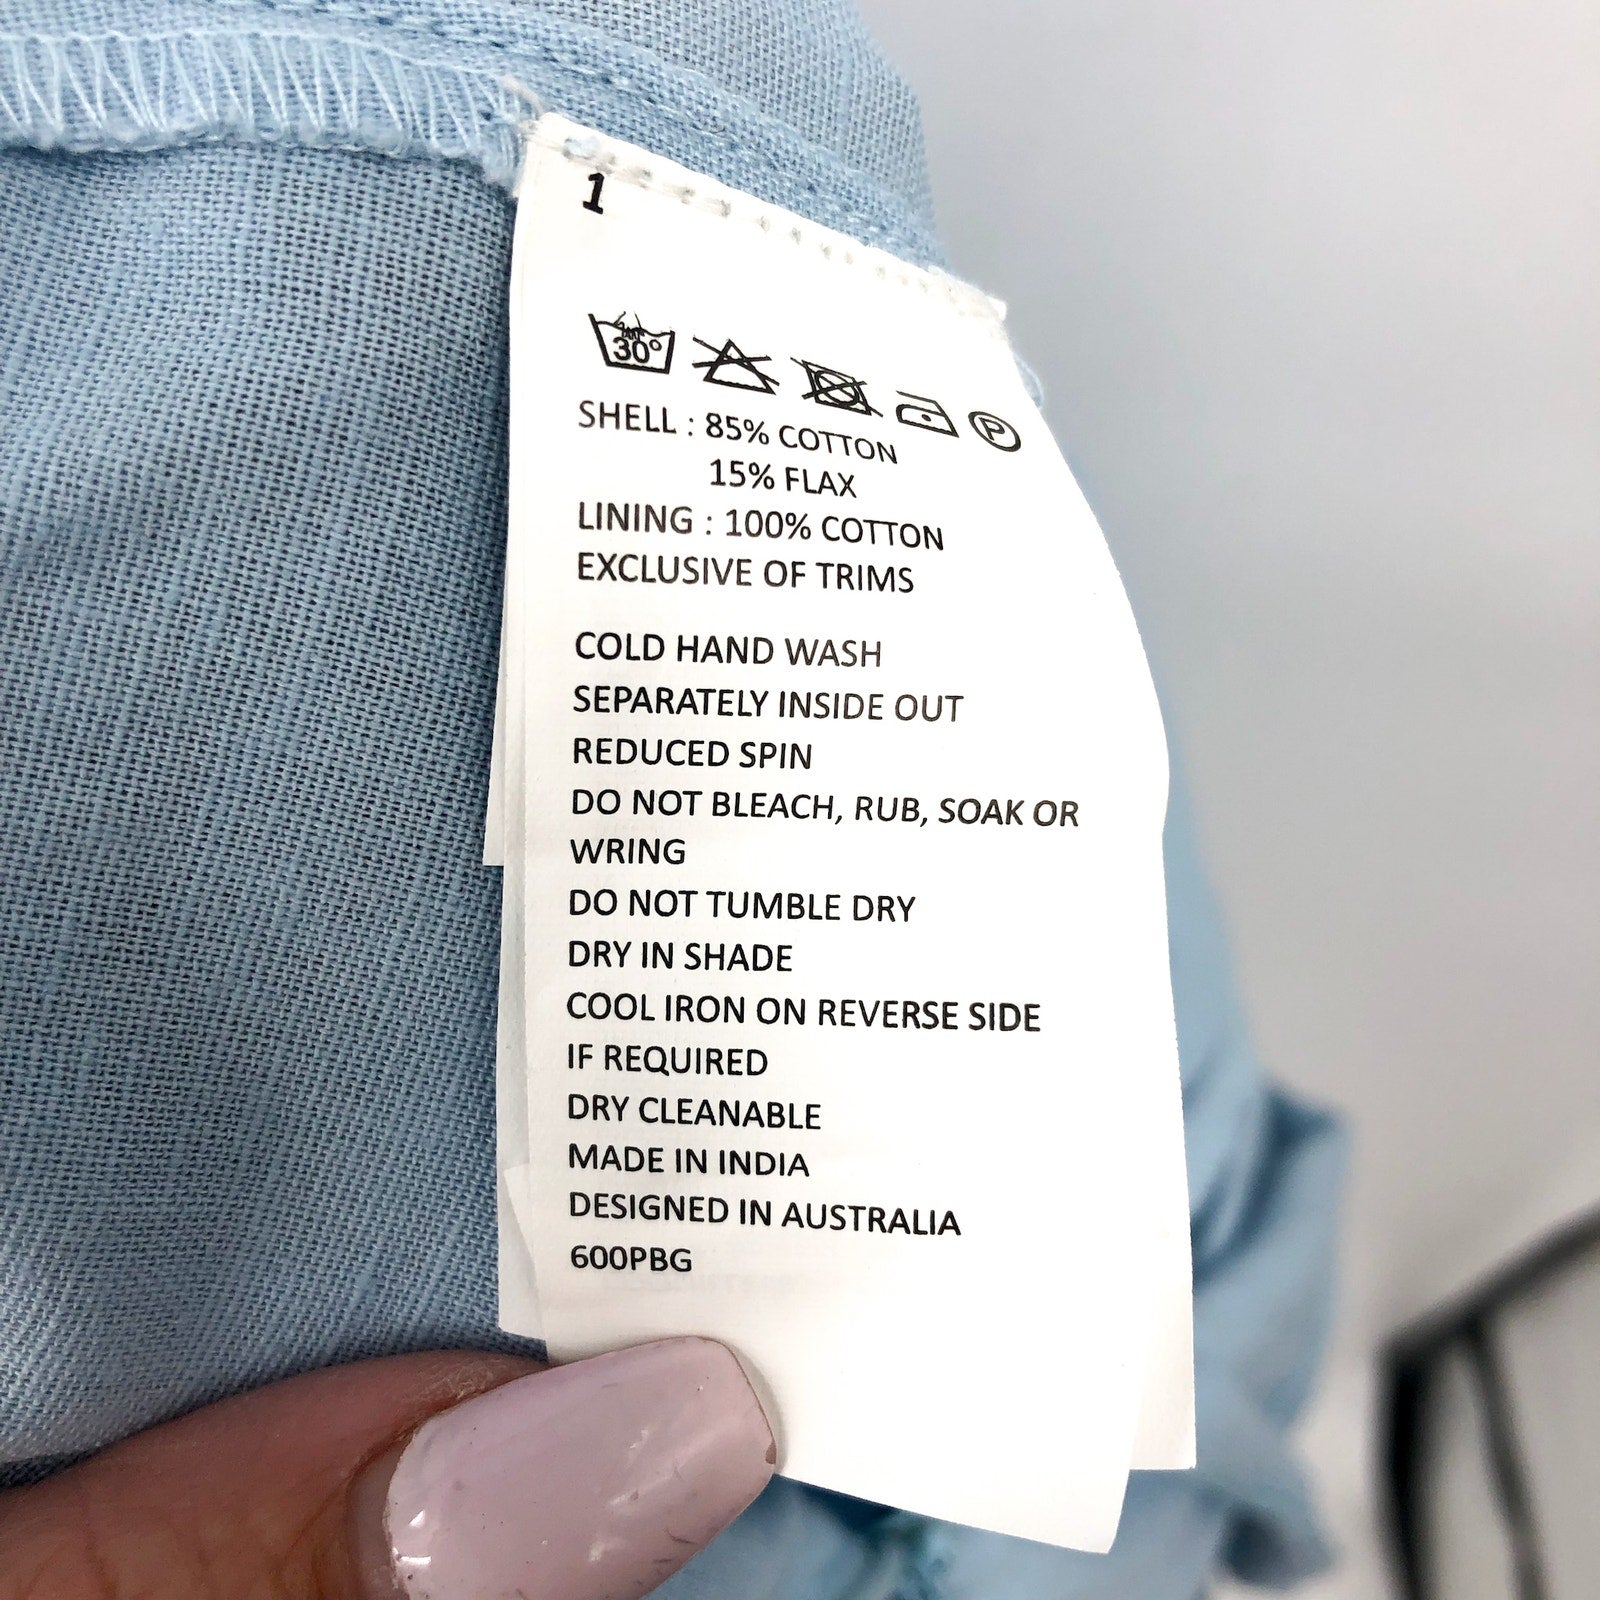 1
30°
P
SHELL : 85% COTTON
15% FLAX
LINING : 100% COTTON
EXCLUSIVE OF TRIMS
COLD HAND WASH
SEPARATELY INSIDE OUT
REDUCED SPIN
DO NOT BLEACH, RUB, SOAK OR
WRING
DO NOT TUMBLE DRY
DRY IN SHADE
COOL IRON ON REVERSE SIDE
IF REQUIRED
DRY CLEANABLE
MADE IN INDIA
DESIGNED IN AUSTRALIA
600PBG